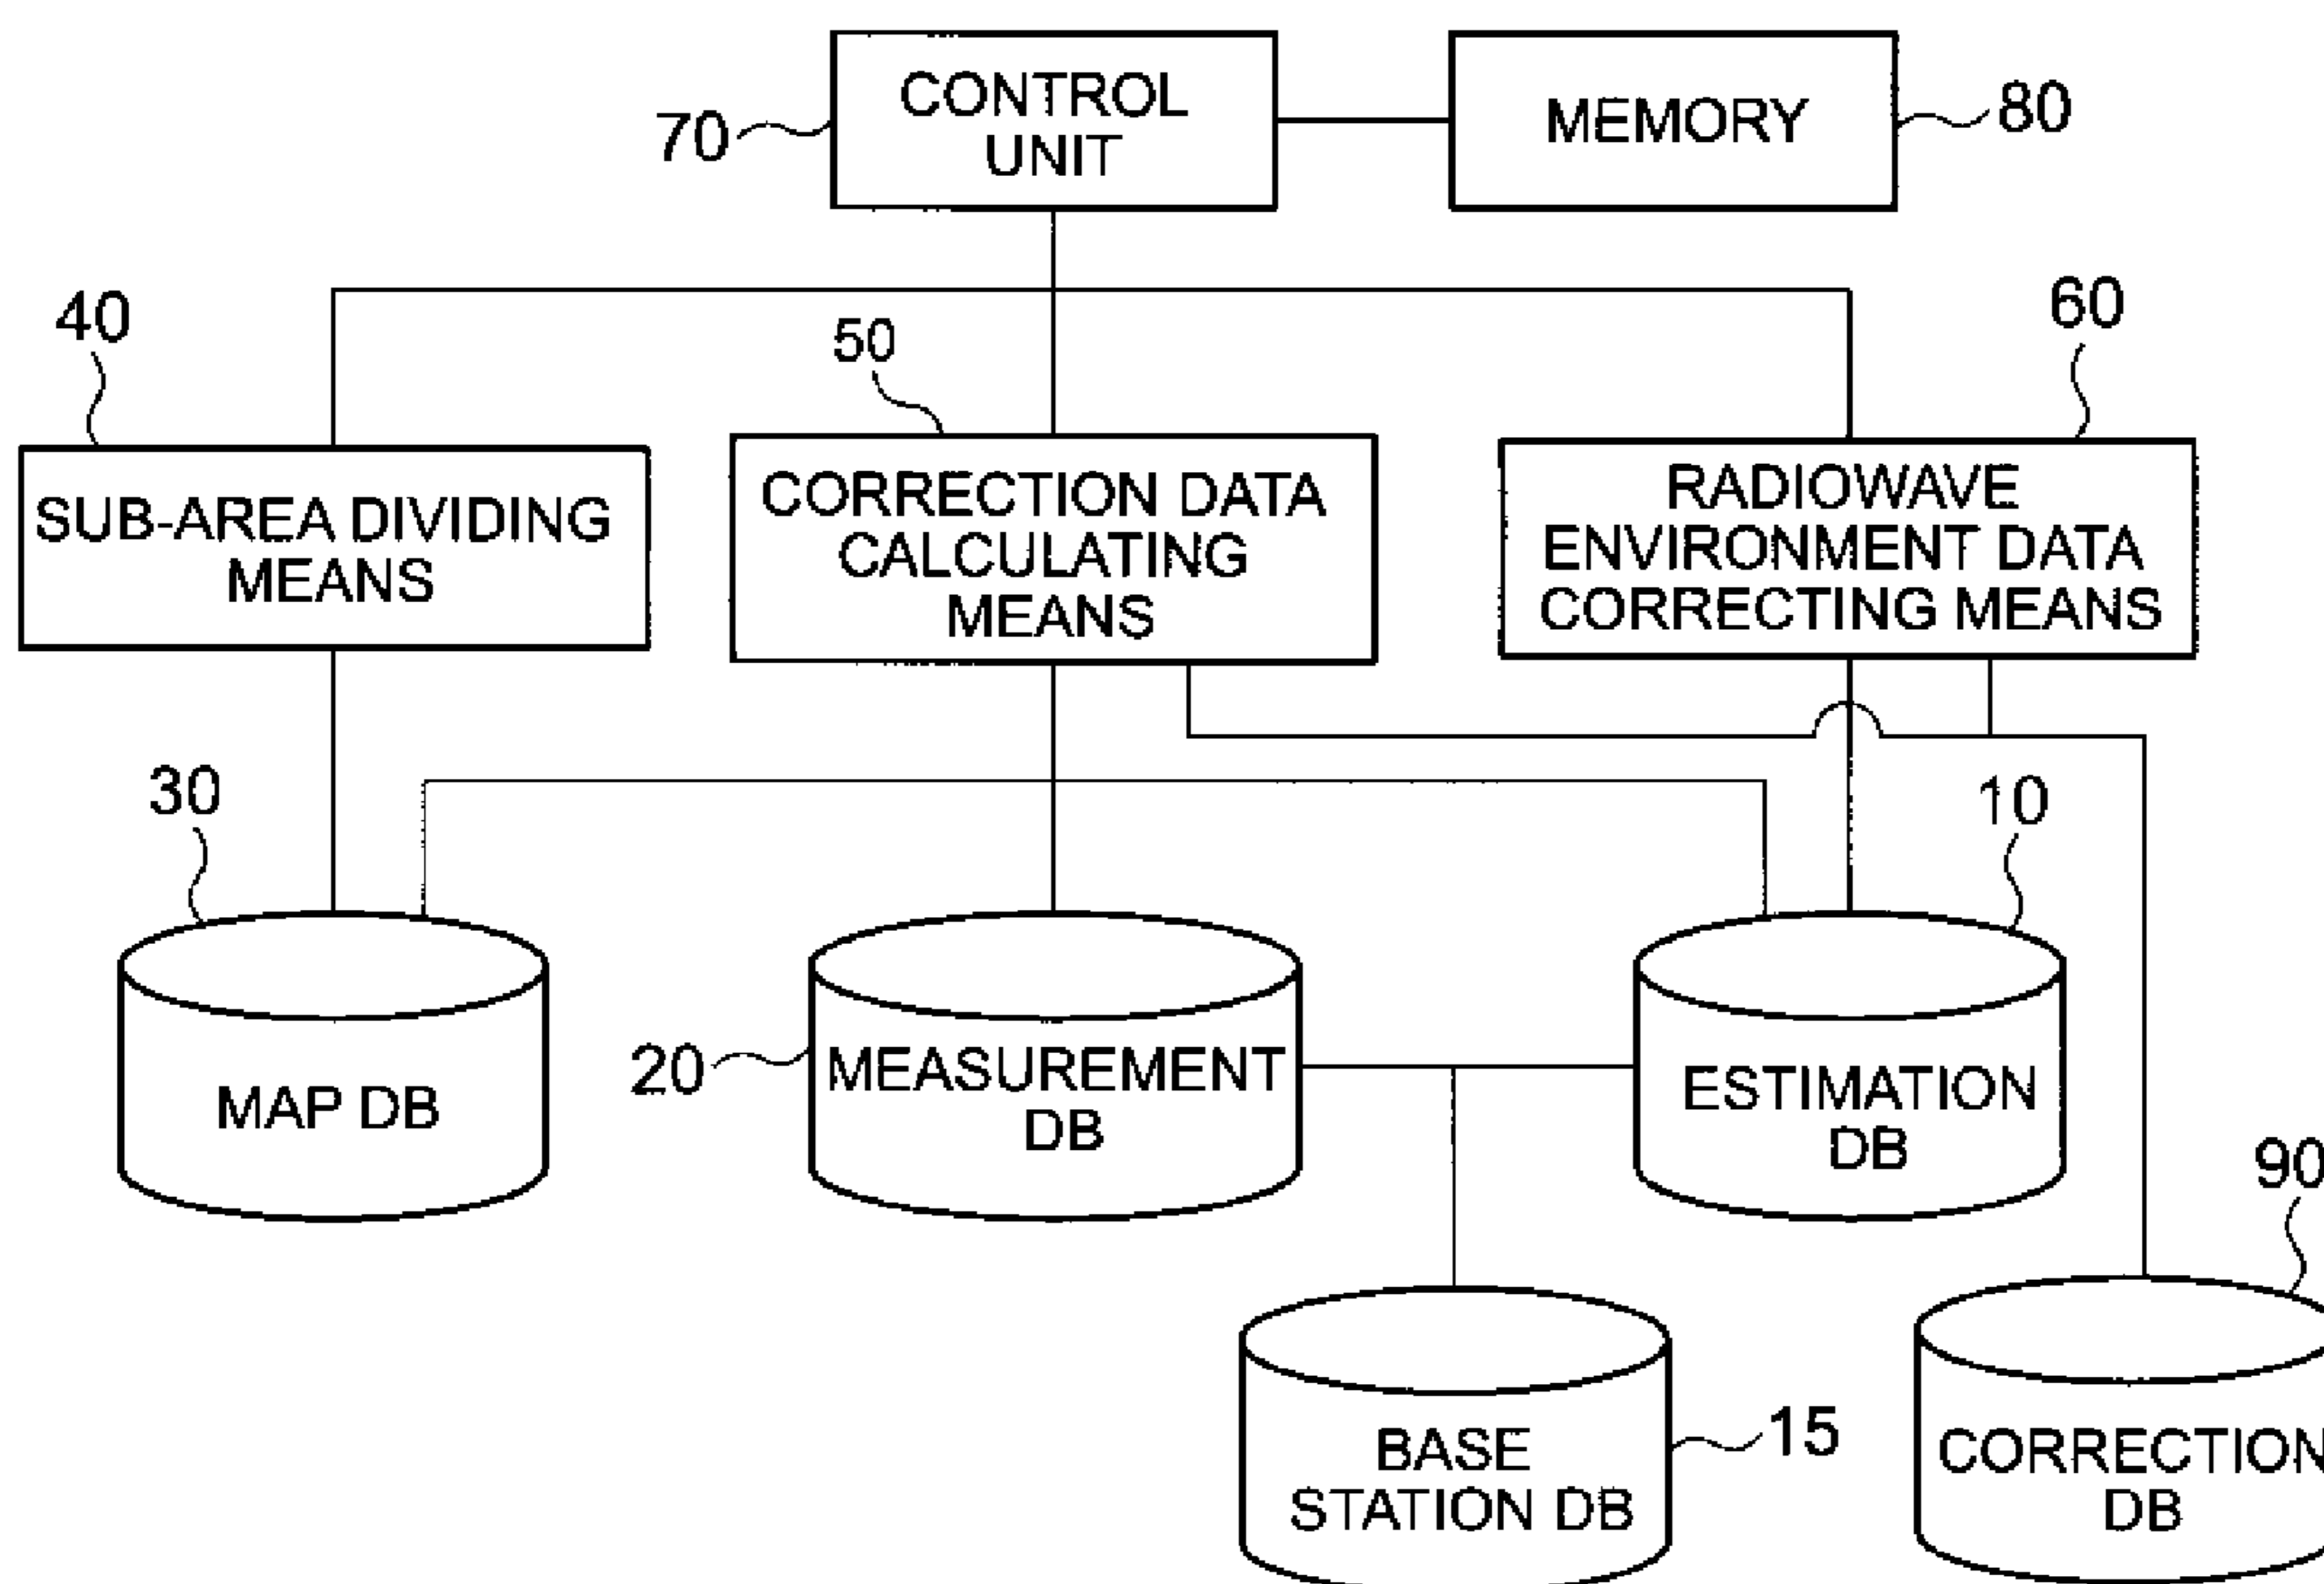 CONTROL
UNIT
70
MEMORY
80
40
50
60
SUB-AREA DIVIDING
MEANS
CORRECTION DATA
CALCULATING
MEANS
RADIOWAVE
ENVIRONMENT DATA
CORRECTING MEANS
30
10
MAP DB
20
MEASUREMENT
DB
ESTIMATION
DB
90
BASE
STATION DB
15
CORRECTION
DB